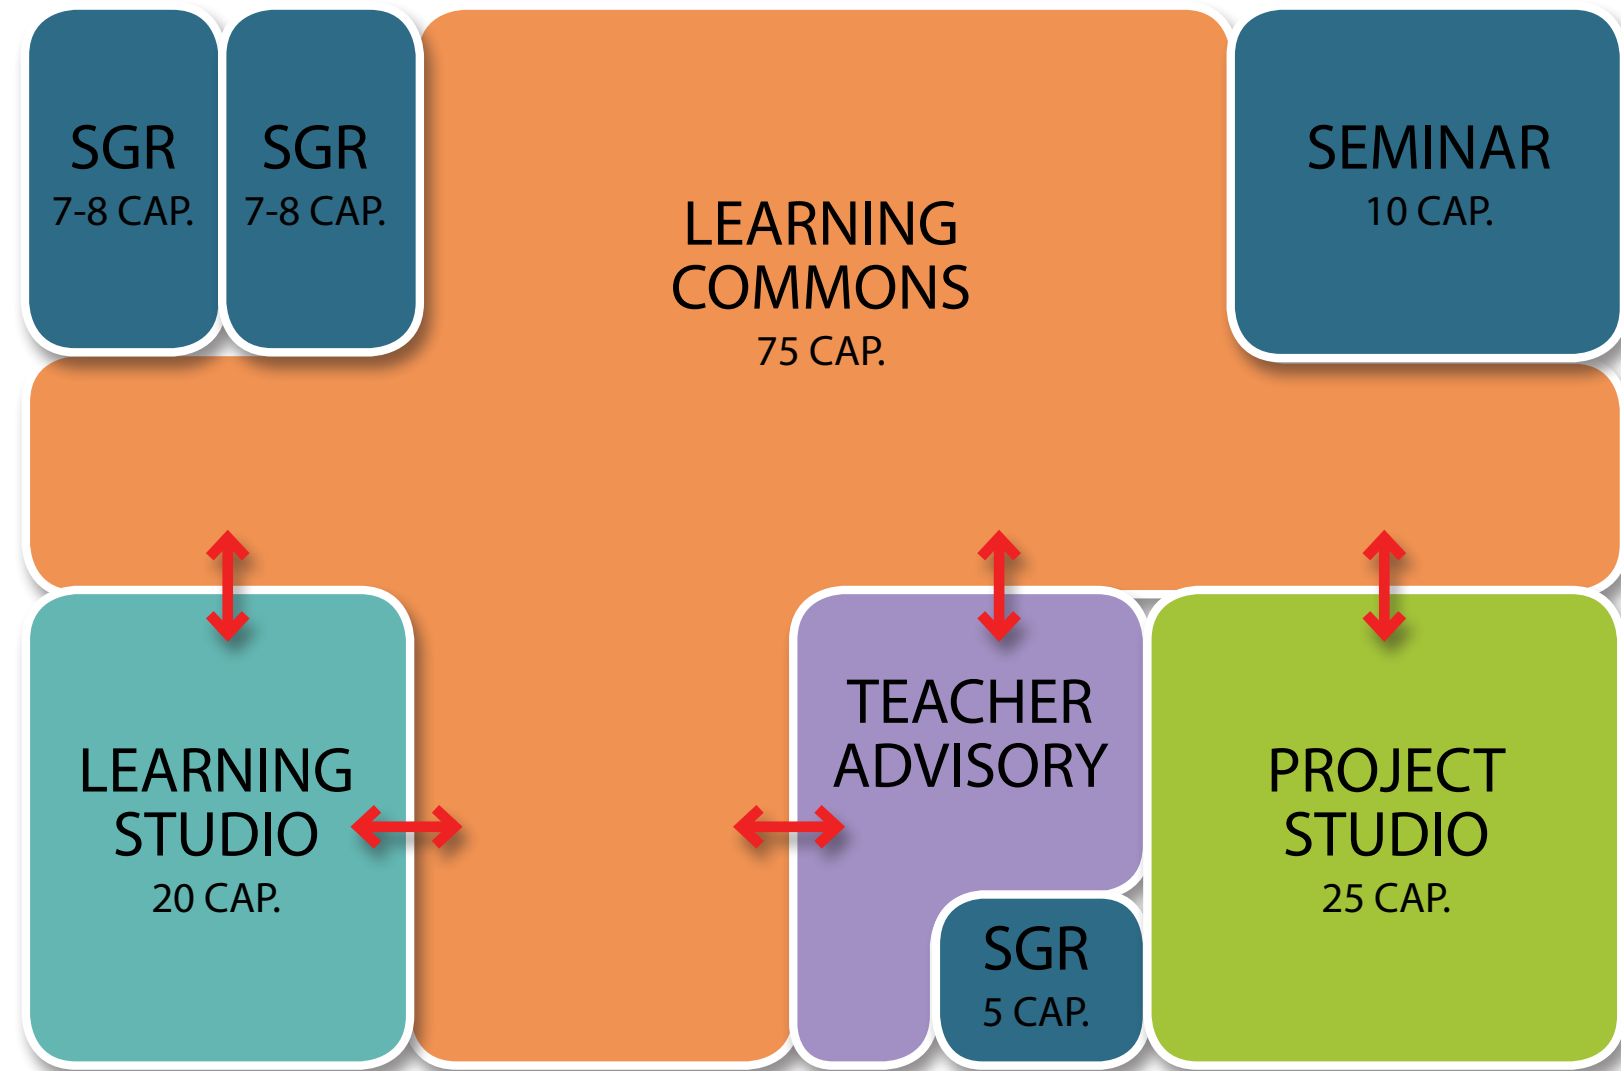 SGR
7-8 CAP.
SGR
7-8 CAP.
LEARNING
COMMONS
75 CAP.
SEMINAR
10 CAP.
LEARNING
STUDIO
20 CAP.
TEACHER
ADVISORY
SGR
5 CAP.
PROJECT
STUDIO
25 CAP.